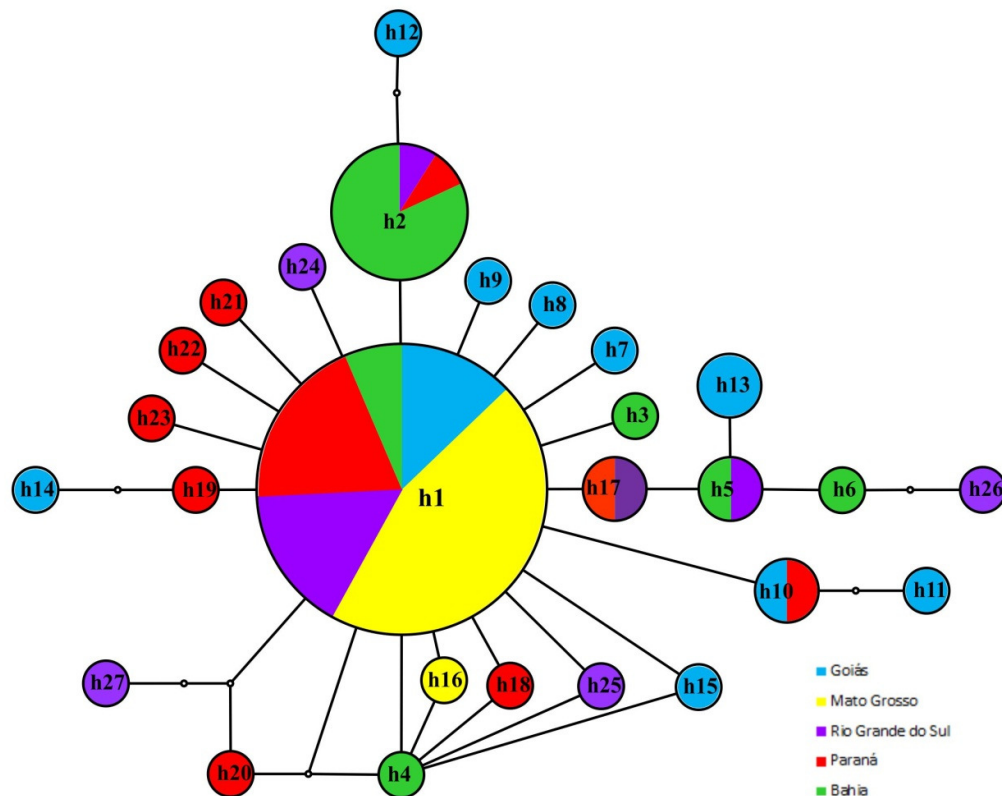 h12
h2
h24
h9
h21
h8
h22
h7
h13
h3
h23
h14
h19
h1
h17
h5
h6
h26
h10
h11
h27
h16
h18
h25
h15
h20
h4
Goiás
Mato Grosso
Rio Grande do Sul
Paraná
Bahia